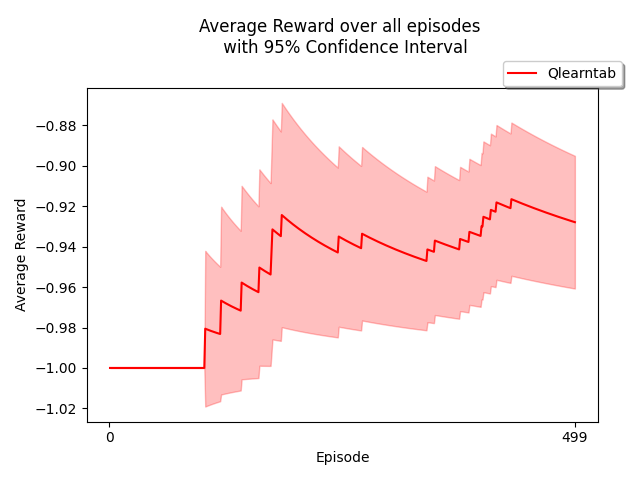 Average Reward over all episodes
with 95% Confidence Interval
Qlearntab
Average Reward
−0.88
−0.90
−0.92
−0.94
−0.96
−0.98
−1.00
−1.02
0
499
Episode